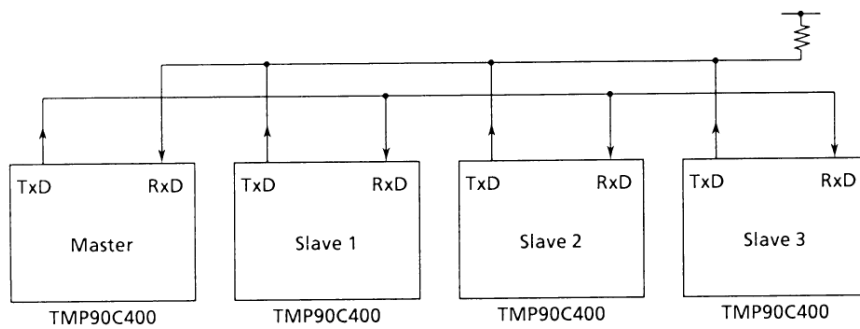 TxD RxD TxD RxD TxD RxD TxD RxD
Master Slave 1 Slave 2 Slave 3
TMP90C400 TMP90C400 TMP90C400 TMP90C400